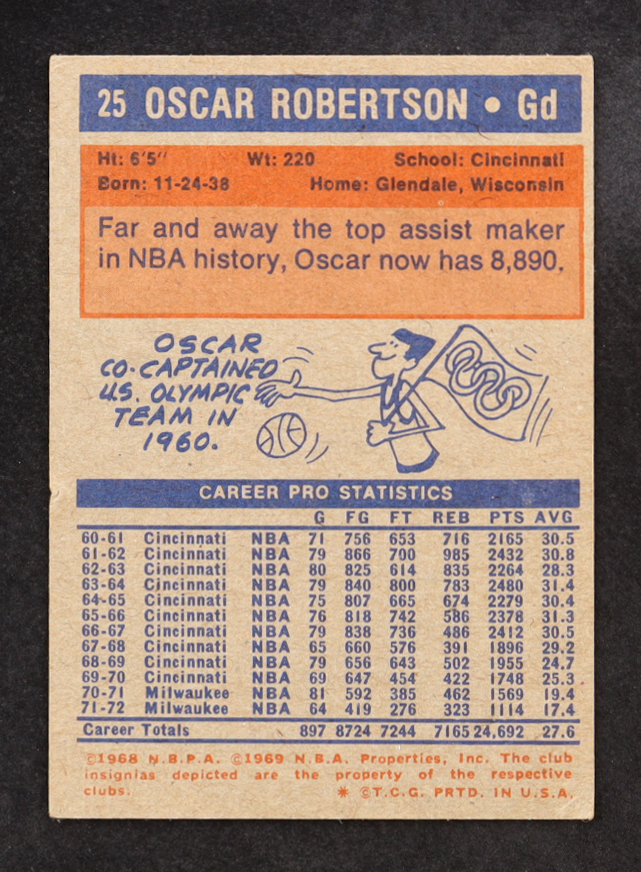 25 OSCAR ROBERTSON • Gd
Ht: 6'5" Wt: 220 School: Cincinnati
Born: 11-24-38 Home: Glendale, Wisconsin
Far and away the top assist maker
in NBA history, Oscar now has 8,890.
OSCAR
CO-CAPTAINED
U.S. OLYMPIC
TEAM IN
1960.
CAREER PRO STATISTICS
G FG FT REB PTS AVG
60-61 Cincinnati NBA 71 756 653 716 2165 30.5
61-62 Cincinnati NBA 79 866 700 985 2432 30.8
62-63 Cincinnati NBA 80 825 614 835 2264 28.3
63-64 Cincinnati NBA 79 840 800 783 2480 31.4
64-65 Cincinnati NBA 75 807 665 674 2279 30.4
65-66 Cincinnati NBA 76 818 742 586 2378 31.3
66-67 Cincinnati NBA 79 838 736 486 2412 30.5
67-68 Cincinnati NBA 65 660 576 391 1896 29.2
68-69 Cincinnati NBA 79 656 643 502 1955 24.7
69-70 Cincinnati NBA 69 647 454 422 1748 25.3
70-71 Milwaukee NBA 81 592 385 462 1569 19.4
71-72 Milwaukee NBA 64 419 276 323 1114 17.4
Career Totals 897 8724 7244 7165 24,692 27.6
©1968 N.B.P.A. ©1969 N.B.A. Properties, Inc. The club
insignias depicted are the property of the respective
clubs. * ©T.C.G. PRTD. IN U.S.A.